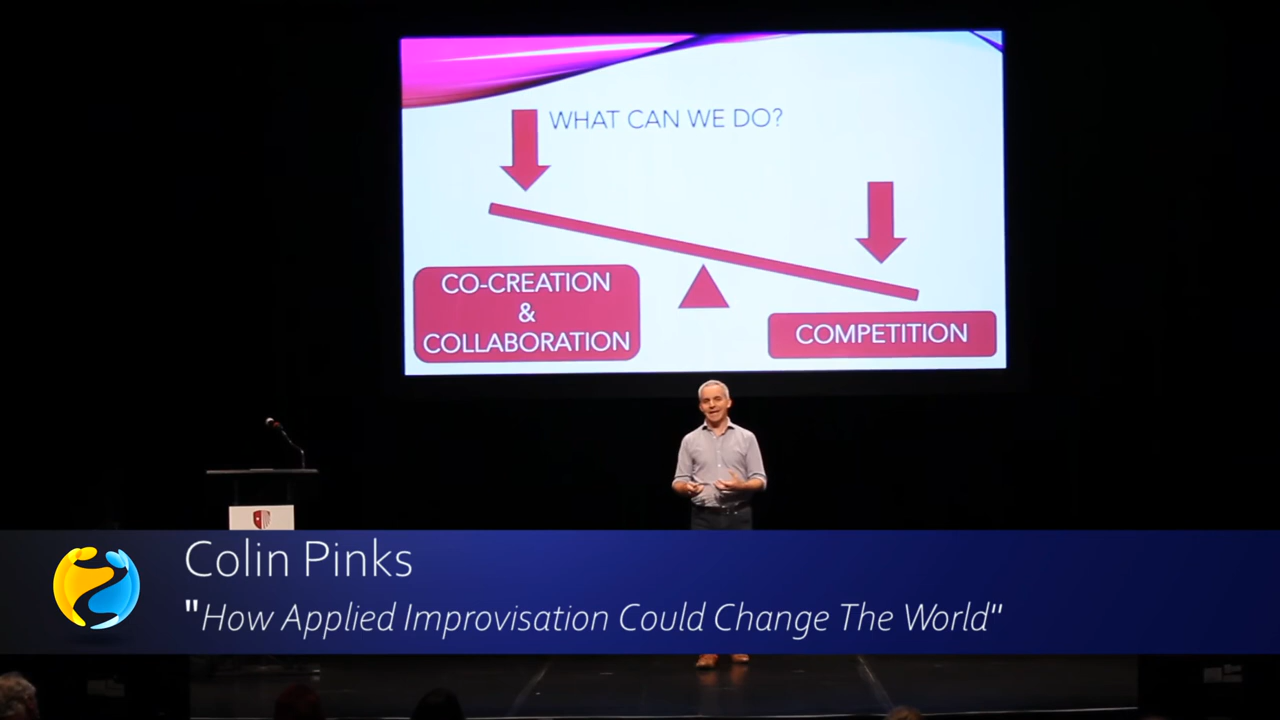 WHAT CAN WE DO?
CO-CREATION
&
COLLABORATION
COMPETITION
Colin Pinks
"How Applied Improvisation Could Change The World"